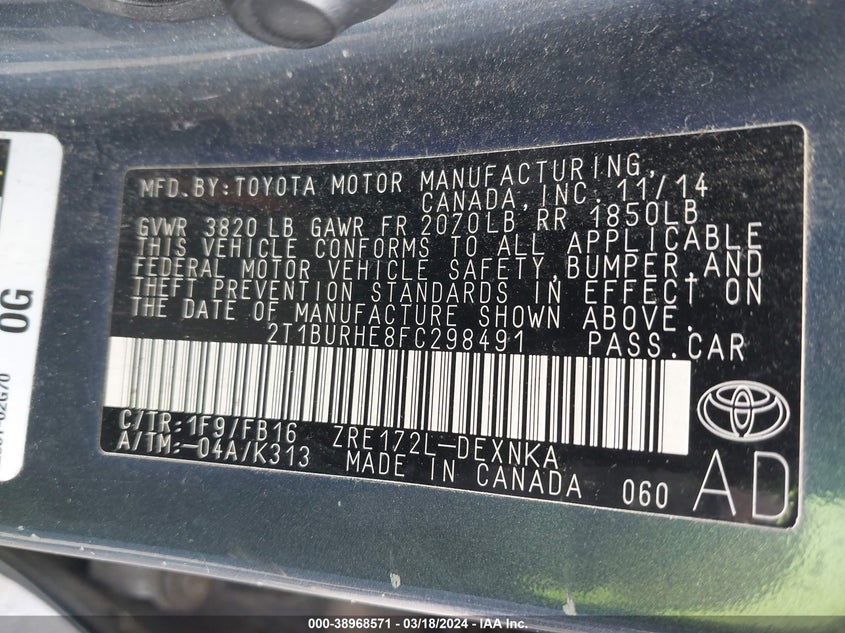 MFD.BY:TOYOTA MOTOR MANUFACTURING,
CANADA,INC. 11/14
GVWR 3820 LB GAWR FR 2070LB RR 1850LB
THIS VEHICLE CONFORMS TO ALL APPLICABLE
FEDERAL MOTOR VEHICLE SAFETY,BUMPER,AND
THEFT PREVENTION STANDARDS IN EFFECT ON
THE DATE OF MANUFACTURE SHOWN ABOVE.
2T1BURHE8FC298491 PASS.CAR
C/TR:1F9/FB16 ZRE172L-DEXNKA
A/TM:-04A/K313 MADE IN CANADA 060
AD
0G
000-38968571 - 03/18/2024 - IAA Inc.